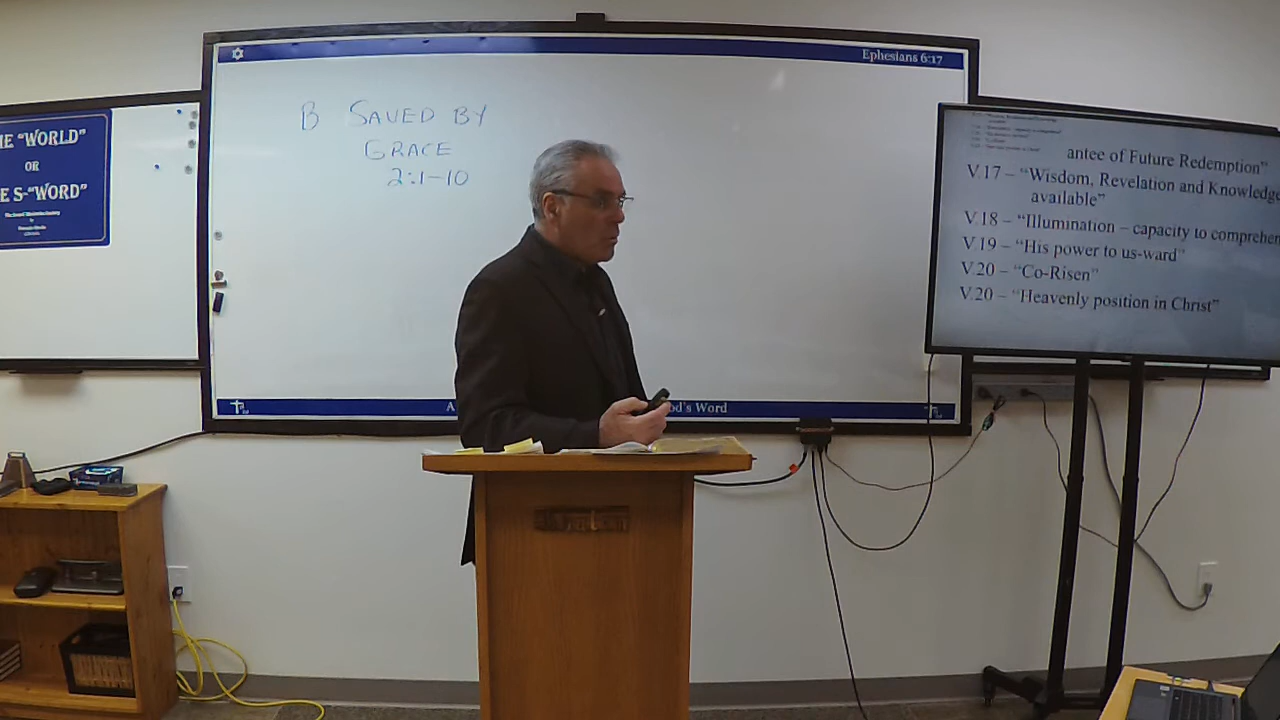 Ephesians 6:17
B SAVED BY
GRACE
2:1-10
HE "WORLD"
OR
E S-"WORD"
A
od's Word
antee of Future Redemption"
V.17 – "Wisdom, Revelation and Knowledge
available"
V.18 – "Illumination – capacity to comprehen
V.19 – "His power to us-ward"
V.20 – "Co-Risen"
V.20 – "Heavenly position in Christ"